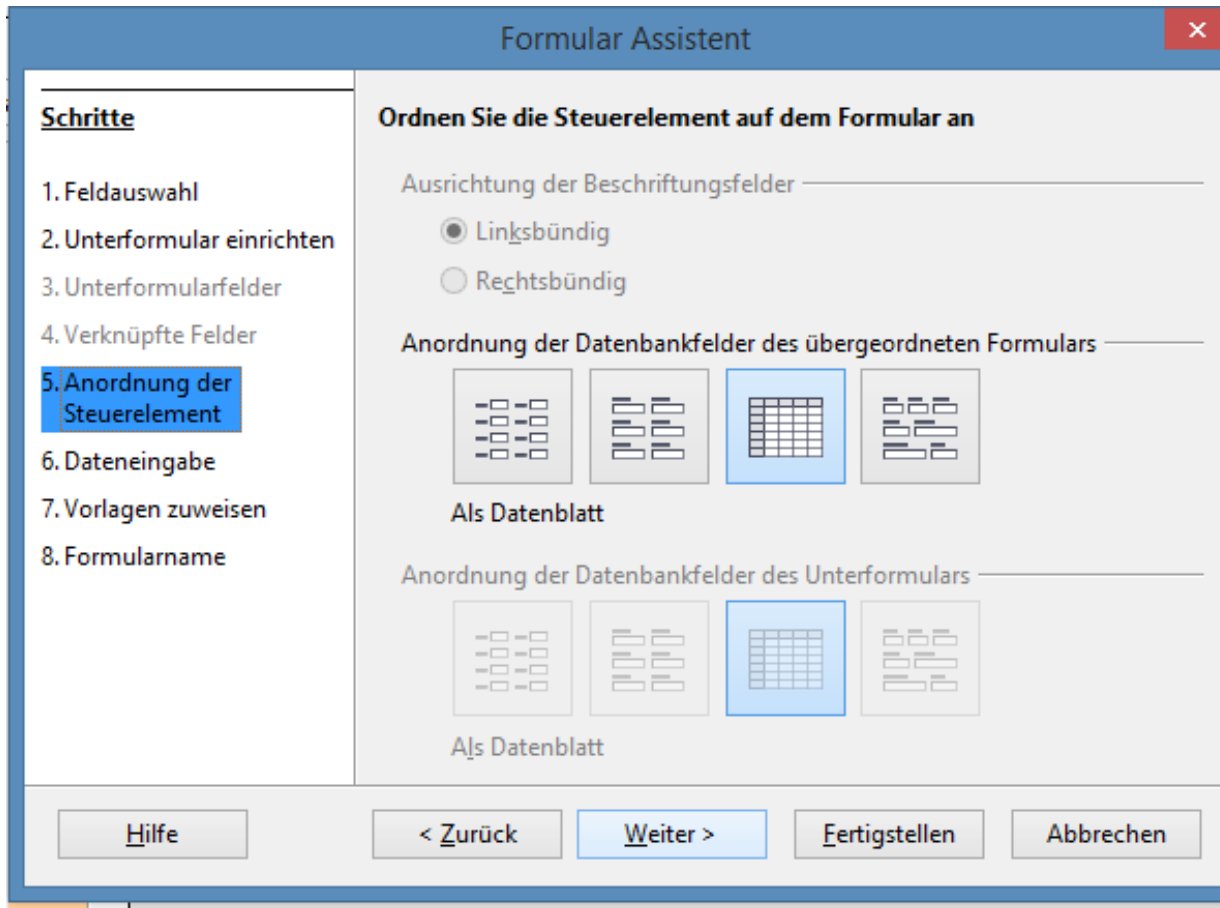 Formular Assistent
Schritte
1. Feldauswahl
2. Unterformular einrichten
3. Unterformularfelder
4. Verknüpfte Felder
5. Anordnung der
Steuerelement
6. Dateneingabe
7. Vorlagen zuweisen
8. Formularname
Ordnen Sie die Steuerelement auf dem Formular an
Ausrichtung der Beschriftungsfelder
Linksbündig
Rechtsbündig
Anordnung der Datenbankfelder des übergeordneten Formulars
Als Datenblatt
Anordnung der Datenbankfelder des Unterformulars
Als Datenblatt
Hilfe
< Zurück
Weiter >
Fertigstellen
Abbrechen